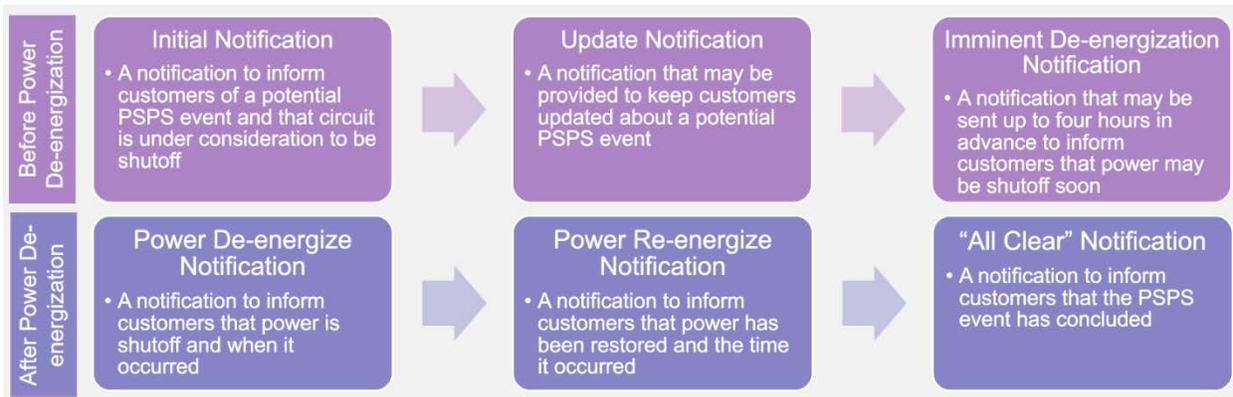 Before Power
De-energization
Initial Notification
• A notification to inform
customers of a potential
PSPS event and that circuit
is under consideration to be
shutoff
Update Notification
• A notification that may be
provided to keep customers
updated about a potential
PSPS event
Imminent De-energization
Notification
• A notification that may be
sent up to four hours in
advance to inform
customers that power may
be shutoff soon
After Power De-
energization
Power De-energize
Notification
• A notification to inform
customers that power is
shutoff and when it
occurred
Power Re-energize
Notification
• A notification to inform
customers that power has
been restored and the time
it occurred
“All Clear” Notification
• A notification to inform
customers that the PSPS
event has concluded